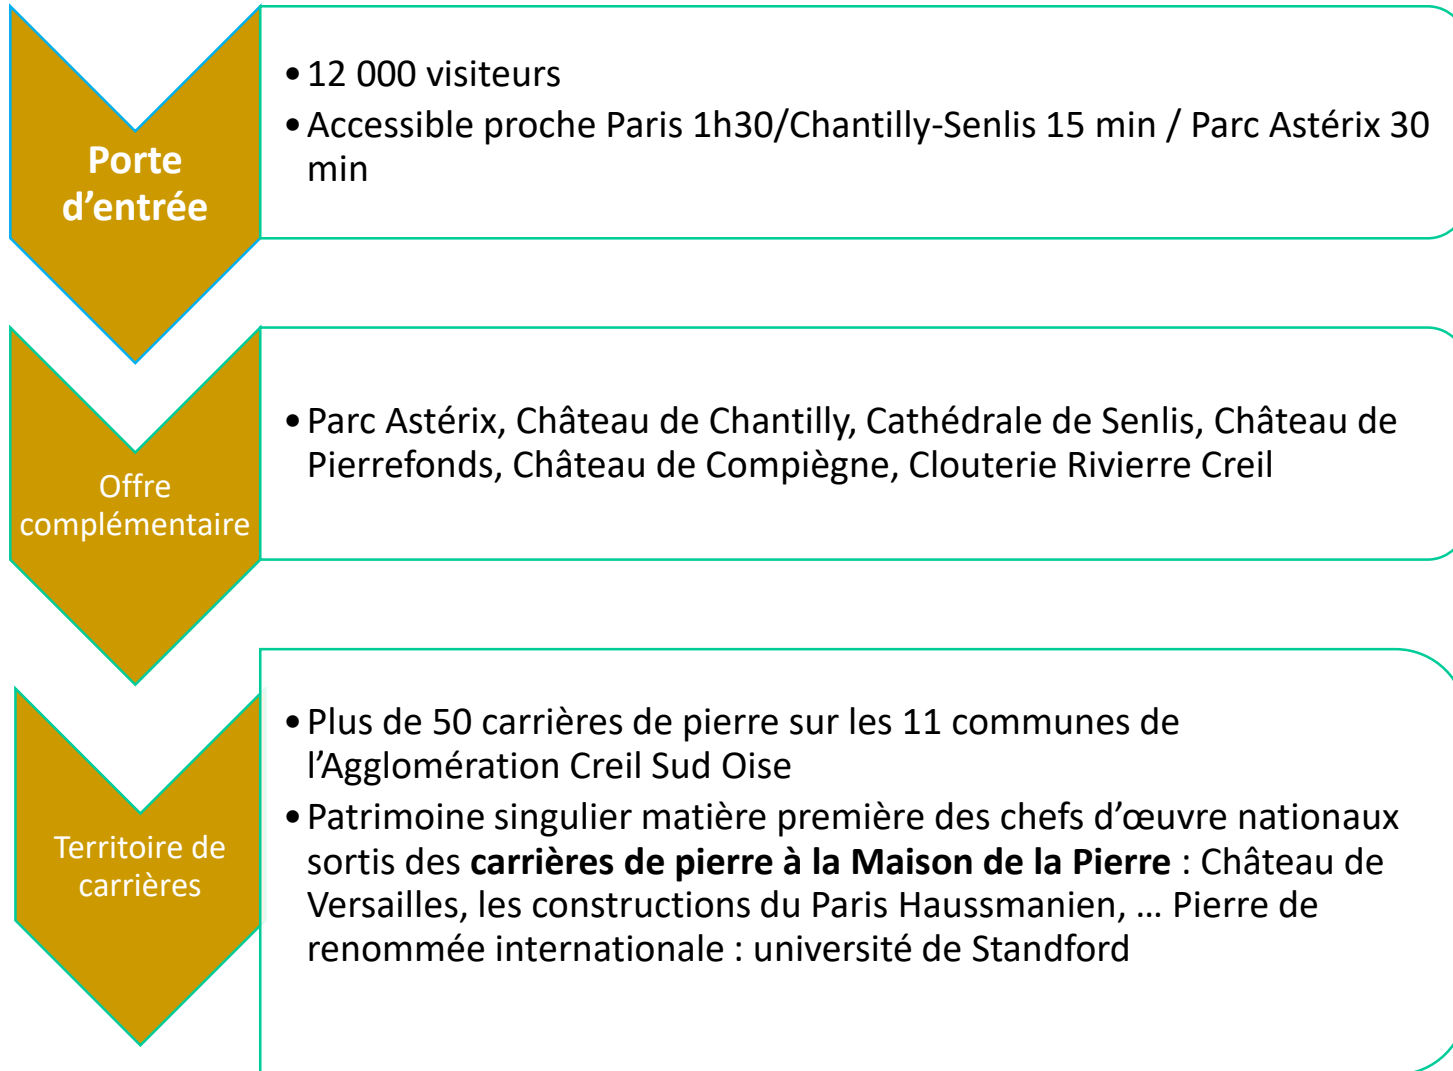 Porte
d’entrée
• 12 000 visiteurs
• Accessible proche Paris 1h30/Chantilly-Senlis 15 min / Parc Astérix 30
min
Offre
complémentaire
• Parc Astérix, Château de Chantilly, Cathédrale de Senlis, Château de
Pierrefonds, Château de Compiègne, Clouterie Rivierre Creil
Territoire de
carrières
• Plus de 50 carrières de pierre sur les 11 communes de
l’Agglomération Creil Sud Oise
• Patrimoine singulier matière première des chefs d’œuvre nationaux
sortis des carrières de pierre à la Maison de la Pierre : Château de
Versailles, les constructions du Paris Haussmanien, … Pierre de
renommée internationale : université de Standford